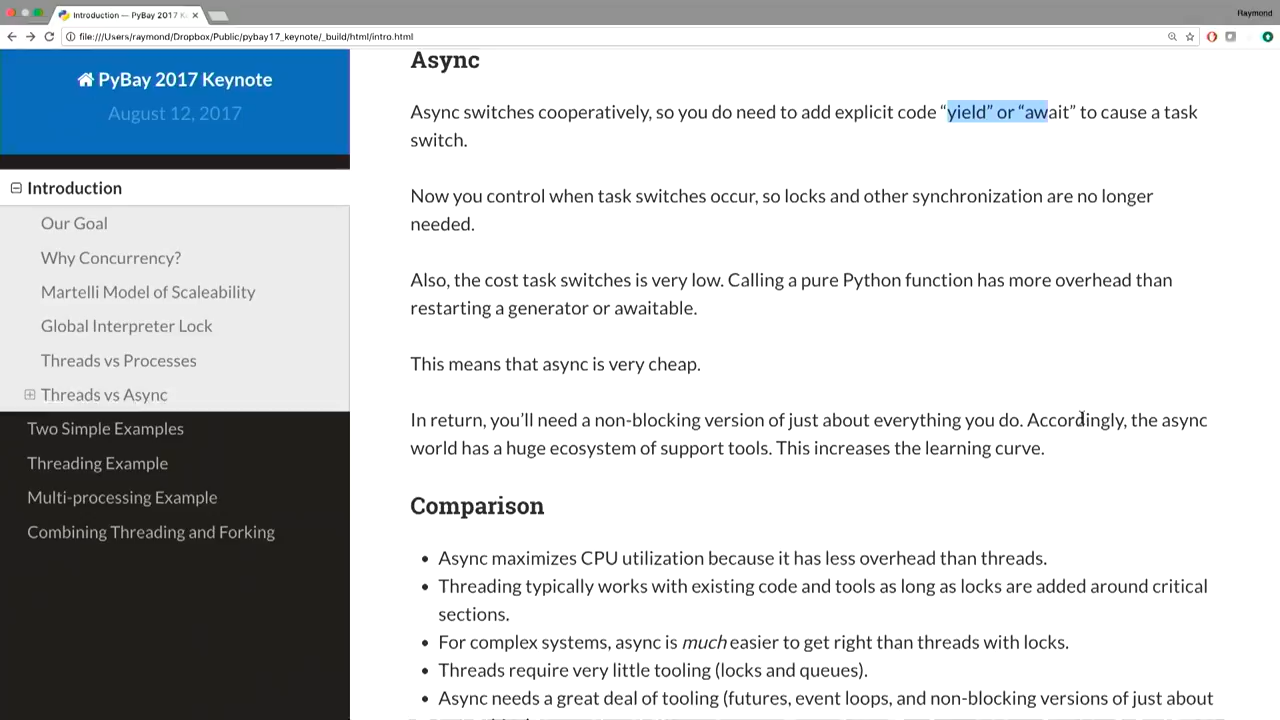 Introduction — PyBay 2017 K
Raymond
file:///Users/raymond/Dropbox/Public/pybay17_keynote/_build/html/intro.html
PyBay 2017 Keynote
August 12, 2017
Introduction
Our Goal
Why Concurrency?
Martelli Model of Scaleability
Global Interpreter Lock
Threads vs Processes
Threads vs Async
Two Simple Examples
Threading Example
Multi-processing Example
Combining Threading and Forking
Async
Async switches cooperatively, so you do need to add explicit code “yield” or “await” to cause a task
switch.
Now you control when task switches occur, so locks and other synchronization are no longer
needed.
Also, the cost task switches is very low. Calling a pure Python function has more overhead than
restarting a generator or awaitable.
This means that async is very cheap.
In return, you’ll need a non-blocking version of just about everything you do. Accordingly, the async
world has a huge ecosystem of support tools. This increases the learning curve.
Comparison
• Async maximizes CPU utilization because it has less overhead than threads.
• Threading typically works with existing code and tools as long as locks are added around critical
sections.
• For complex systems, async is much easier to get right than threads with locks.
• Threads require very little tooling (locks and queues).
• Async needs a great deal of tooling (futures, event loops, and non-blocking versions of just about